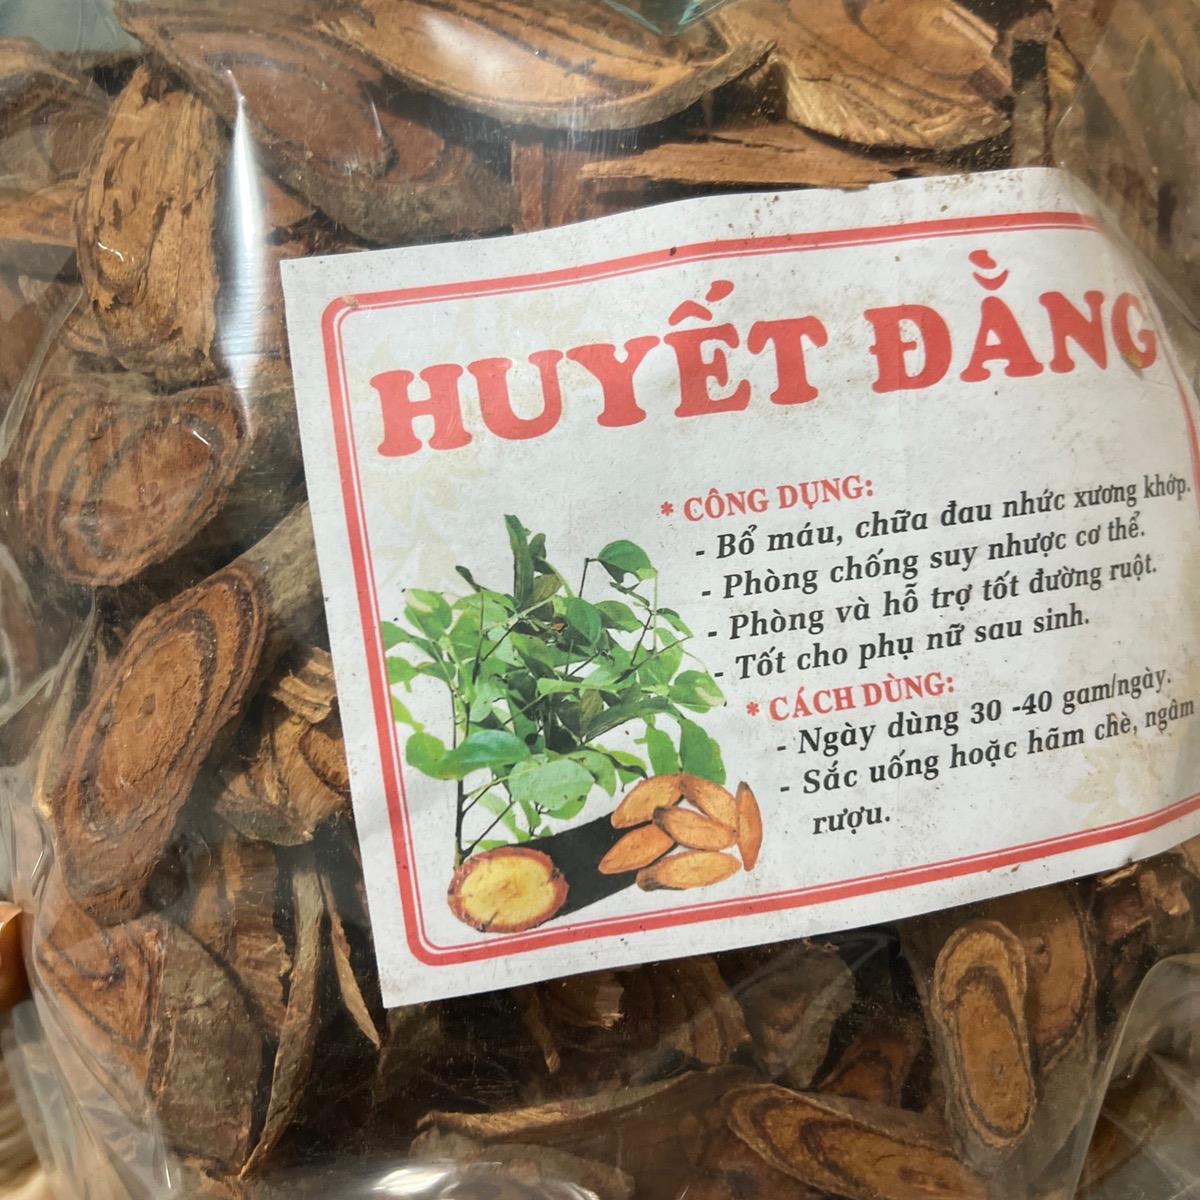 HUYẾT ĐẰNG
* CÔNG DỤNG:
- Bổ máu, chữa đau nhức xương khớp.
- Phòng chống suy nhược cơ thể.
- Phòng và hỗ trợ tốt đường ruột.
- Tốt cho phụ nữ sau sinh.
* CÁCH DÙNG:
- Ngày dùng 30 -40 gam/ngày.
- Sắc uống hoặc hãm chè, ngâm
rượu.